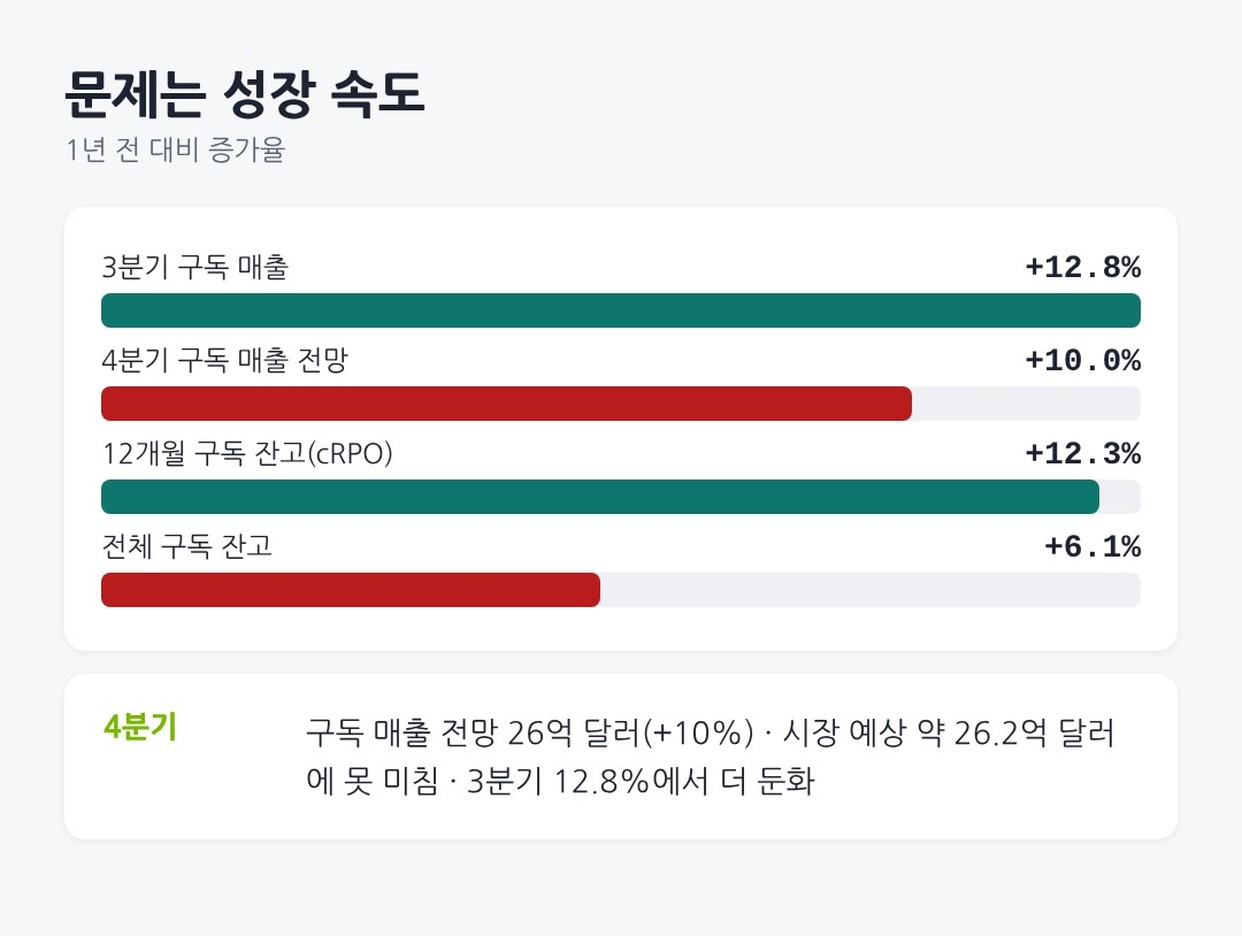 문제는 성장 속도
1년 전 대비 증가율
3분기 구독 매출 +12.8%
4분기 구독 매출 전망 +10.0%
12개월 구독 잔고(cRPO) +12.3%
전체 구독 잔고 +6.1%
4분기 구독 매출 전망 26억 달러(+10%) · 시장 예상 약 26.2억 달러
에 못 미침 · 3분기 12.8%에서 더 둔화